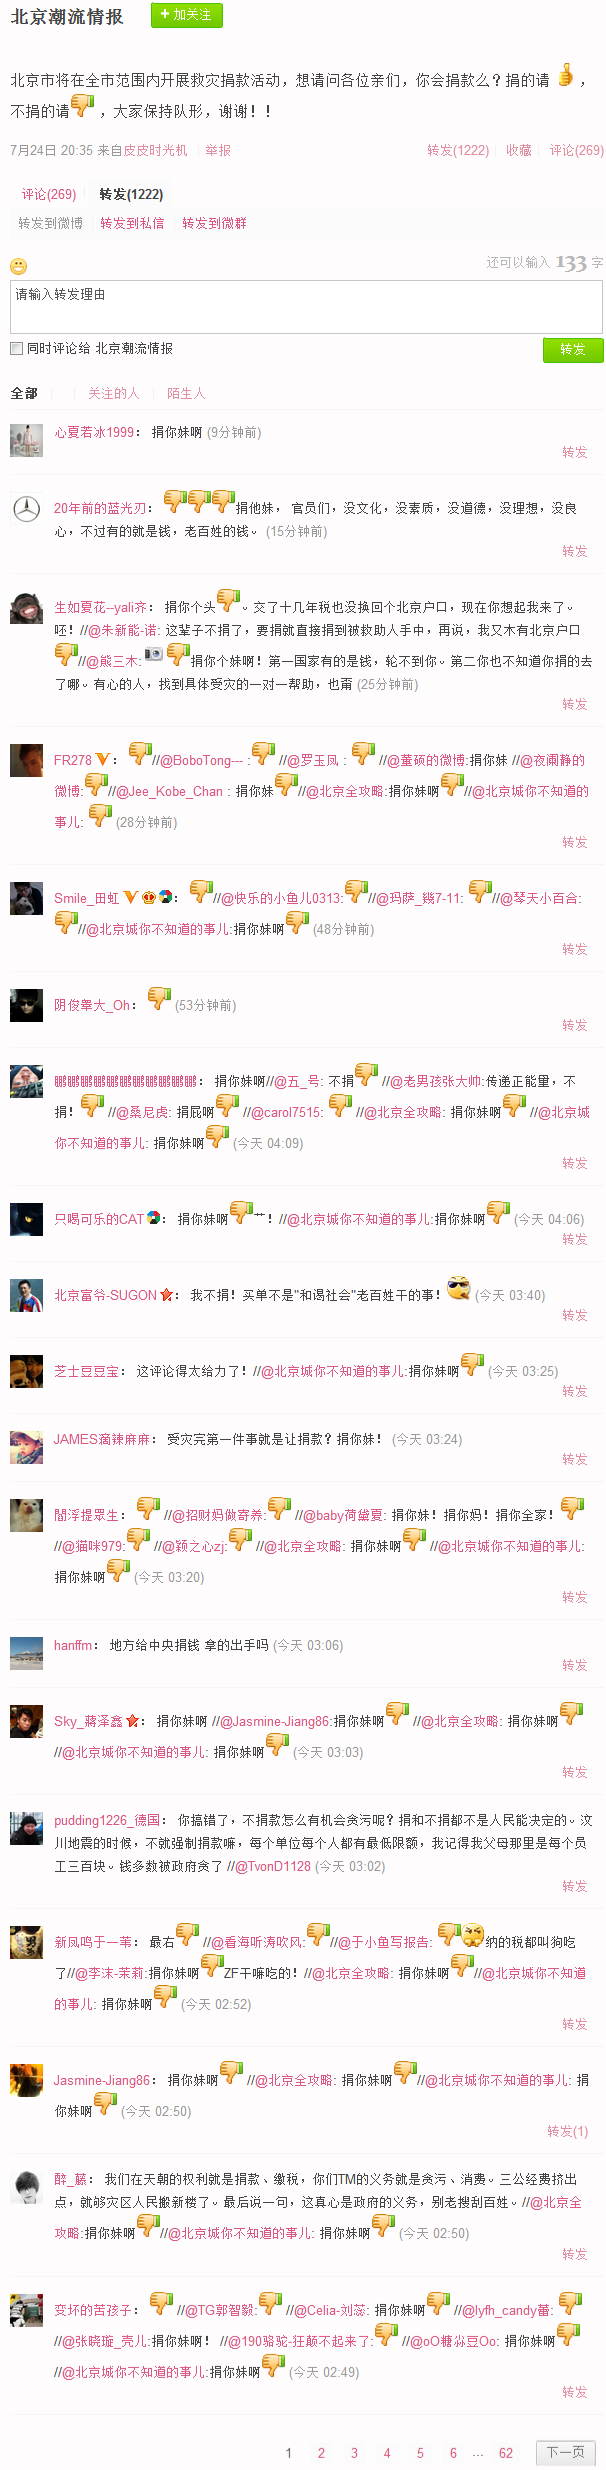 北京潮流情报
+ 加关注
北京市将在全市范围内开展救灾捐款活动，想请问各位亲们，你会捐款么？捐的请 ，
不捐的请 ，大家保持队形，谢谢！！
7月24日 20:35 来自皮皮时光机 举报 转发(1222) 收藏 评论(269)
评论(269) 转发(1222)
转发到微博 转发到私信 转发到微群
还可以输入 133 字
请输入转发理由
同时评论给 北京潮流情报 转发
全部 关注的人 陌生人
心夏若冰1999： 捐你妹啊 (9分钟前)
转发
20年前的蓝光刃： 捐他妹， 官员们，没文化，没素质，没道德，没理想，没良
心，不过有的就是钱，老百姓的钱。 (15分钟前)
转发
生如夏花--yali齐： 捐你个头 。交了十几年税也没换回个北京户口，现在你想起我来了。
呸！//@朱新能-诺: 这辈子不捐了，要捐就直接捐到被救助人手中，再说，我又木有北京户口
//@熊三木: 捐你个妹啊！第一国家有的是钱，轮不到你。第二你也不知道你捐的去
了哪。有心的人，找到具体受灾的一对一帮助，也甭 (25分钟前)
转发
FR278 ： //@BoboTong--- : //@罗玉凤 : //@董硕的微博:捐你妹 //@夜阑静的
微博: //@Jee_Kobe_Chan : 捐你妹 //@北京全攻略:捐你妹啊 //@北京城你不知道的
事儿: (28分钟前)
转发
Smile_田虹 ： //@快乐的小鱼儿0313: //@玛萨_鐖7-11: //@琴天小百合:
//@北京城你不知道的事儿:捐你妹啊 (48分钟前)
转发
阴俊睾大_Oh： (53分钟前)
转发
鹏鹏鹏鹏鹏鹏鹏鹏鹏鹏鹏： 捐你妹啊//@五_号: 不捐 //@老男孩张大帅:传递正能量，不
捐！ //@桑尼虎: 捐屁啊 //@carol7515: //@北京全攻略: 捐你妹啊 //@北京城
你不知道的事儿: 捐你妹啊 (今天 04:09)
转发
只喝可乐的CAT ： 捐你妹啊 艹！//@北京城你不知道的事儿:捐你妹啊 (今天 04:06)
转发
北京富爷-SUGON ： 我不捐！买单不是"和谒社会"老百姓干的事！ (今天 03:40)
转发
芝士豆豆宝： 这评论得太给力了！//@北京城你不知道的事儿:捐你妹啊 (今天 03:25)
转发
JAMES滴辣麻麻： 受灾完第一件事就是让捐款？捐你妹！ (今天 03:24)
转发
閻浮提眾生： //@招财妈做寄养: //@baby荷黛夏: 捐你妹！捐你妈！捐你全家！
//@猫咪979: //@颖之心zj: //@北京全攻略: 捐你妹啊 //@北京城你不知道的事儿:
捐你妹啊 (今天 03:20)
转发
hanffm： 地方给中央捐钱 拿的出手吗 (今天 03:06)
转发
Sky_蔣泽鑫 ： 捐你妹啊 //@Jasmine-Jiang86:捐你妹啊 //@北京全攻略: 捐你妹啊
//@北京城你不知道的事儿: 捐你妹啊 (今天 03:03)
转发
pudding1226_德国： 你搞错了，不捐款怎么有机会贪污呢？捐和不捐都不是人民能决定的。汶
川地震的时候，不就强制捐款嘛，每个单位每个人都有最低限额，我记得我父母那里是每个员
工三百块。钱多数被政府贪了 //@TvonD1128 (今天 03:02)
转发
新凤鸣于一苇： 最右 //@看海听涛吹风: //@于小鱼写报告: 纳的税都叫狗吃
了//@李沫-茉莉:捐你妹啊 ZF干嘛吃的！//@北京全攻略: 捐你妹啊 //@北京城你不知道
的事儿: 捐你妹啊 (今天 02:52)
转发
Jasmine-Jiang86： 捐你妹啊 //@北京全攻略: 捐你妹啊 //@北京城你不知道的事儿: 捐
你妹啊 (今天 02:50)
转发(1)
醉_藤： 我们在天朝的权利就是捐款、缴税，你们TM的义务就是贪污、消费。三公经费挤出
点，就够灾区人民搬新楼了。最后说一句，这真心是政府的义务，别老搜刮百姓。//@北京全
攻略:捐你妹啊 //@北京城你不知道的事儿: 捐你妹啊 (今天 02:50)
转发
变坏的苦孩子： //@TG郭智毅: //@Celia-刘蕊: 捐你妹啊 //@lyfh_candy蕾:
//@张晓璇_壳儿:捐你妹啊！ //@190骆驼-狂颠不起来了: //@oO糖尛豆Oo: 捐你妹啊
//@北京城你不知道的事儿:捐你妹啊 (今天 02:49)
转发
1 2 3 4 5 6 ... 62 下一页